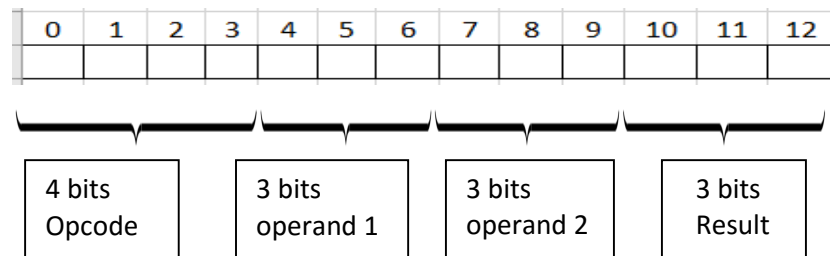 0 1 2 3 4 5 6 7 8 9 10 11 12
4 bits
Opcode
3 bits
operand 1
3 bits
operand 2
3 bits
Result